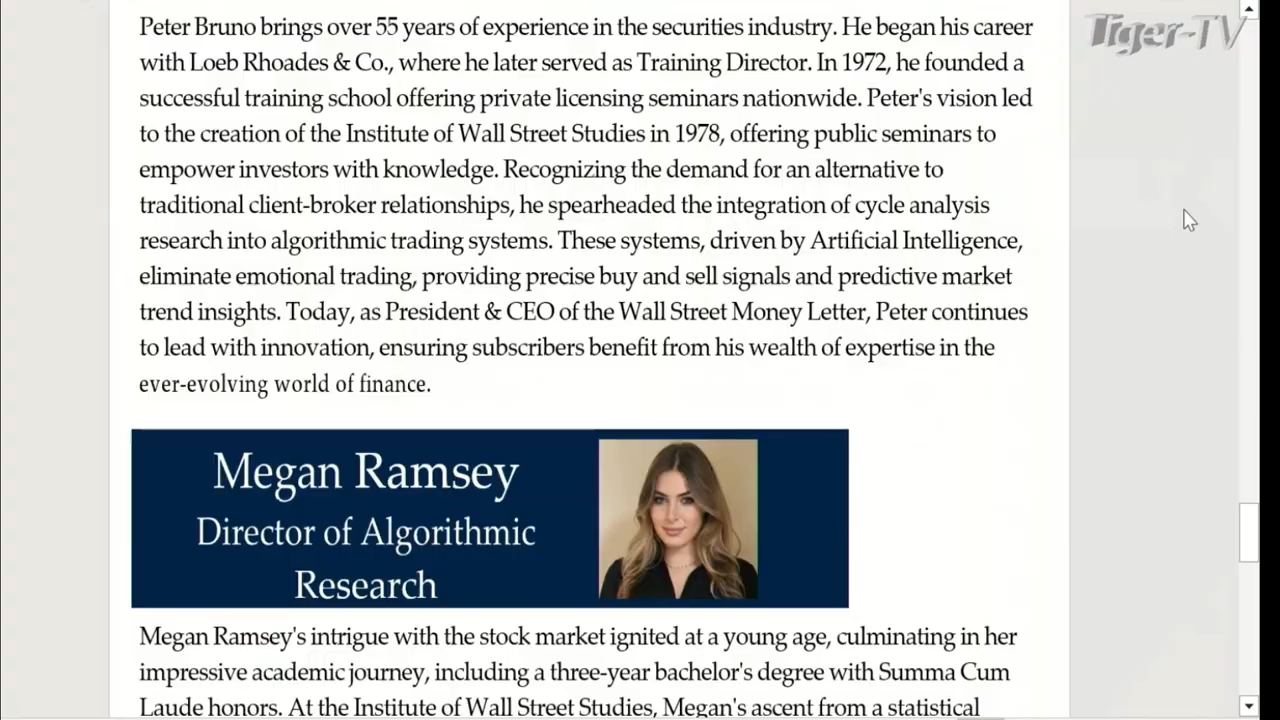 Tiger-TV
Peter Bruno brings over 55 years of experience in the securities industry. He began his career
with Loeb Rhoades & Co., where he later served as Training Director. In 1972, he founded a
successful training school offering private licensing seminars nationwide. Peter's vision led
to the creation of the Institute of Wall Street Studies in 1978, offering public seminars to
empower investors with knowledge. Recognizing the demand for an alternative to
traditional client-broker relationships, he spearheaded the integration of cycle analysis
research into algorithmic trading systems. These systems, driven by Artificial Intelligence,
eliminate emotional trading, providing precise buy and sell signals and predictive market
trend insights. Today, as President & CEO of the Wall Street Money Letter, Peter continues
to lead with innovation, ensuring subscribers benefit from his wealth of expertise in the
ever-evolving world of finance.
Megan Ramsey
Director of Algorithmic
Research
Megan Ramsey's intrigue with the stock market ignited at a young age, culminating in her
impressive academic journey, including a three-year bachelor's degree with Summa Cum
Laude honors. At the Institute of Wall Street Studies, Megan's ascent from a statistical